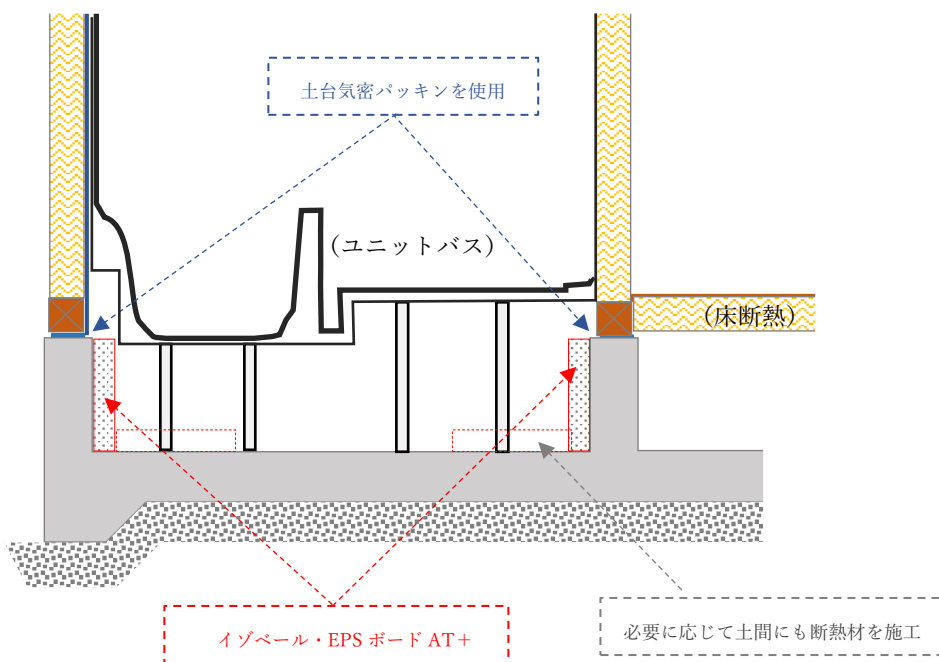 土台気密パッキンを使用
(ユニットバス)
(床断熱)
イゾベール・EPS ボード AT＋
必要に応じて土間にも断熱材を施工